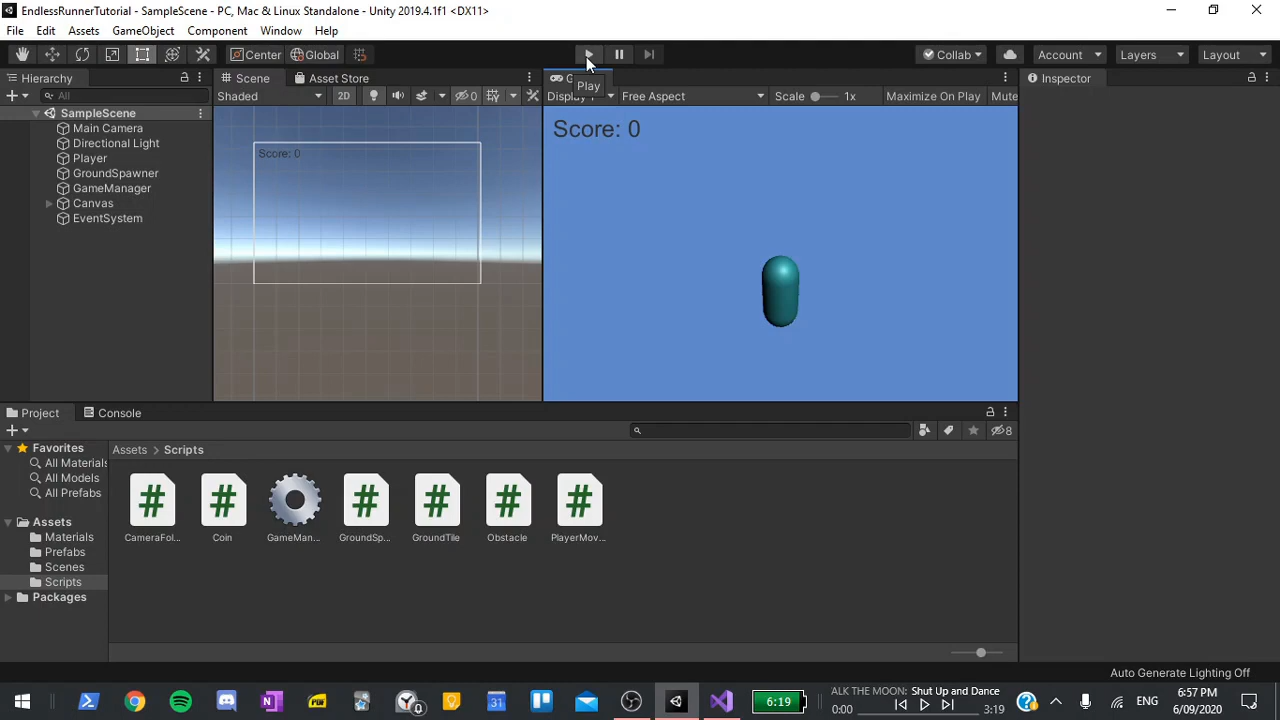 EndlessRunnerTutorial - SampleScene - PC, Mac & Linux Standalone - Unity 2019.4.1f1 <DX11>
File Edit Assets GameObject Component Window Help
Center Global Collab Account Layers Layout
Play
Hierarchy
All
SampleScene
Main Camera
Directional Light
Player
GroundSpawner
GameManager
Canvas
EventSystem
Scene Asset Store
Shaded 2D 0
Score: 0
Free Aspect Scale 1x Maximize On Play Mute
Score: 0
Inspector
Project Console
8
Favorites
All Materials
All Models
All Prefabs
Assets
Materials
Prefabs
Scenes
Scripts
Packages
Assets Scripts
CameraFol... Coin GameMan... GroundSp... GroundTile Obstacle PlayerMov...
Auto Generate Lighting Off
6:19
ALK THE MOON: Shut Up and Dance
0:00 3:19
ENG
6:57 PM
6/09/2020